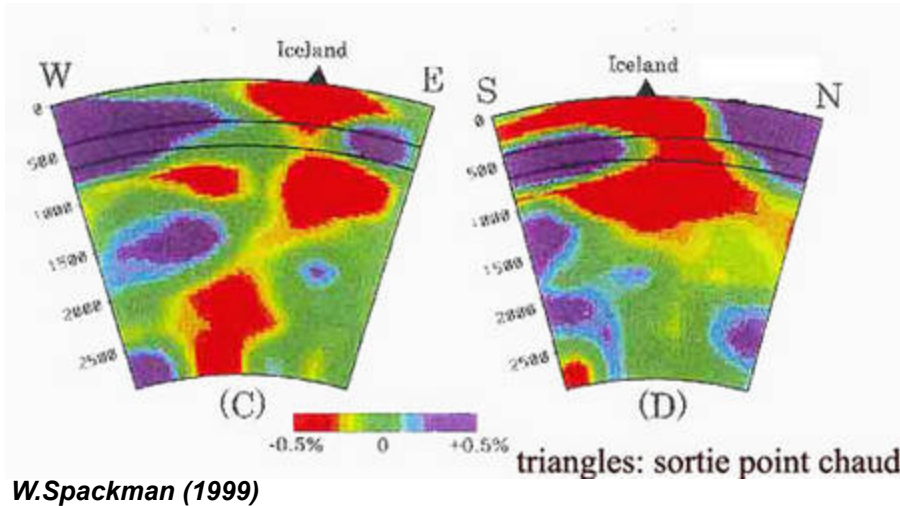 Iceland
W
E
0
500
1000
1500
2000
2500
(C)
Iceland
S
N
0
500
1000
1500
2000
2500
(D)
-0.5% 0 +0.5%
triangles: sortie point chaud
W.Spackman (1999)